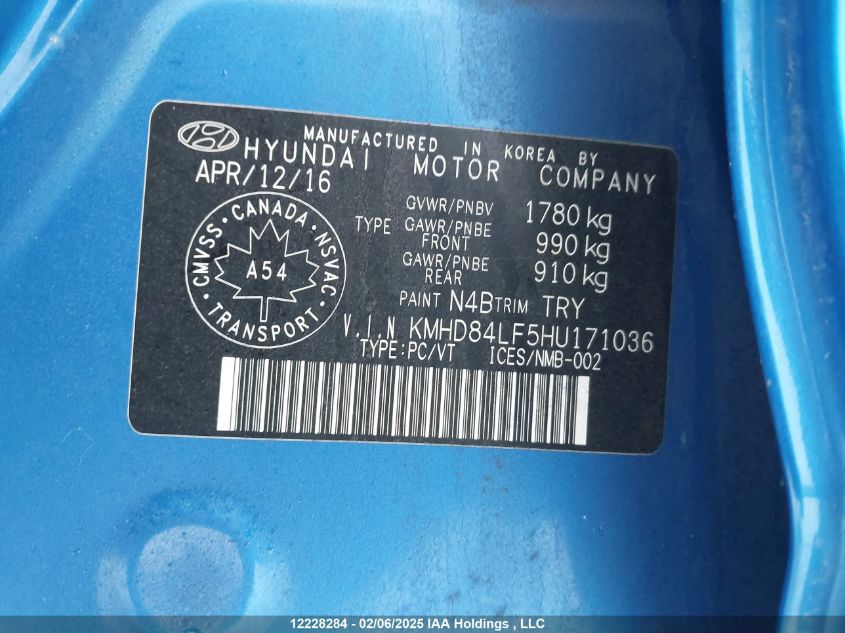 MANUFACTURED IN KOREA BY
HYUNDAI MOTOR COMPANY
APR/12/16
CANADA · NSVAC · TRANSPORT · CMVSS ·
A54
TYPE
GVWR/PNBV 1780 kg
GAWR/PNBE FRONT 990 kg
GAWR/PNBE REAR 910 kg
PAINT N4B TRIM TRY
V.I.N KMHD84LF5HU171036
TYPE:PC/VT ICES/NMB-002
12228284 - 02/06/2025 IAA Holdings , LLC